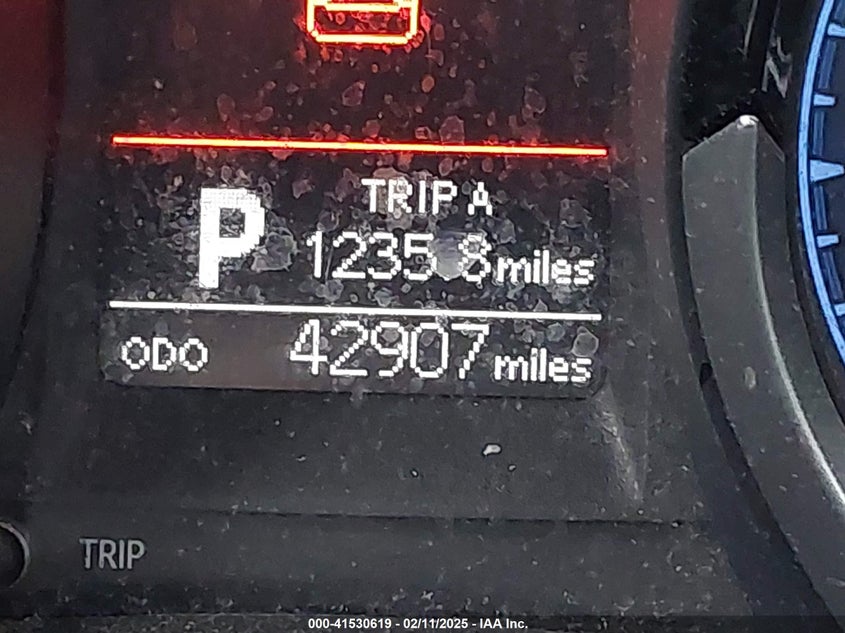 TRIP A
P
1235 8 miles
ODO 42907 miles
TRIP
000-41530619 - 02/11/2025 - IAA Inc.